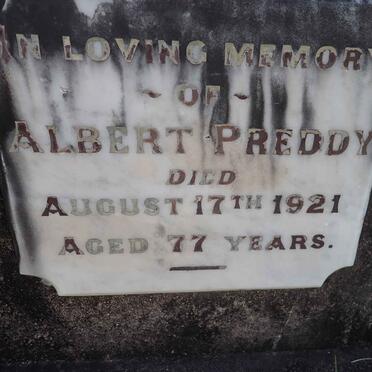 IN LOVING MEMORY
~ OF ~
ALBERT PREDDY
DIED
AUGUST 17TH 1921
AGED 77 YEARS.